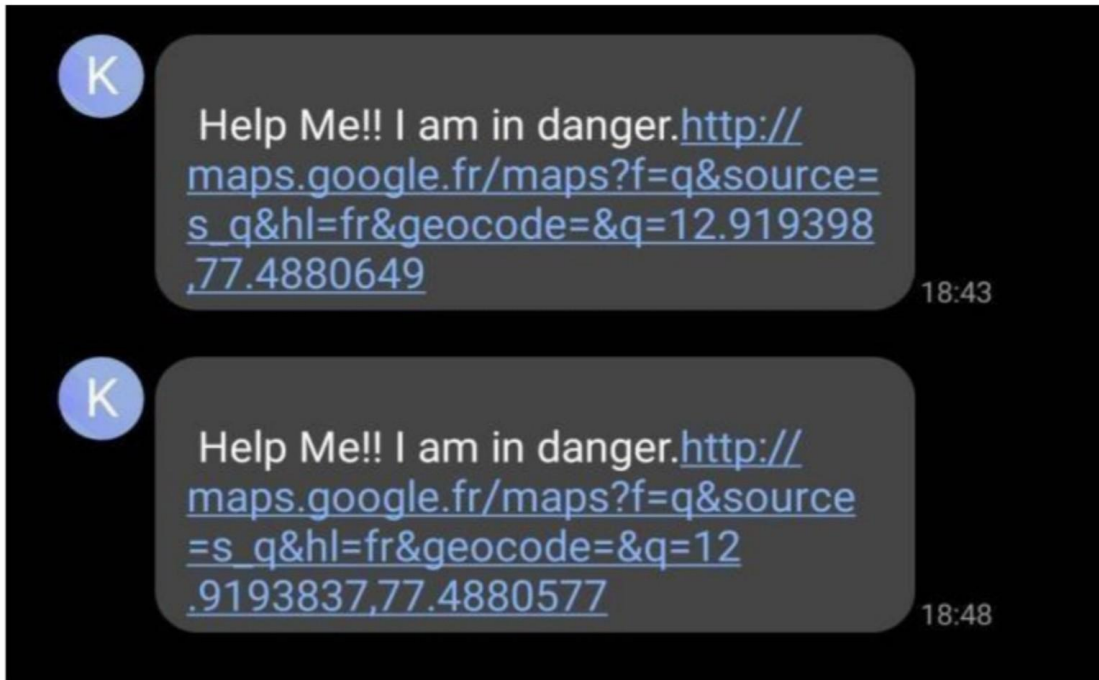 K
Help Me!! I am in danger.http://
maps.google.fr/maps?f=q&source=
s_q&hl=fr&geocode=&q=12.919398
,77.4880649
18:43
K
Help Me!! I am in danger.http://
maps.google.fr/maps?f=q&source
=s_q&hl=fr&geocode=&q=12
.9193837,77.4880577
18:48